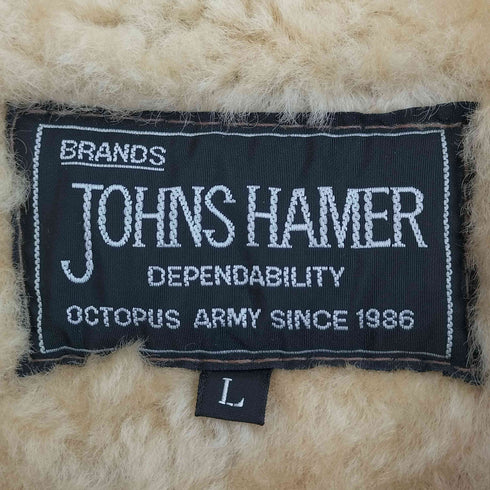 BRANDS
JOHNS HAMER
DEPENDABILITY
OCTOPUS ARMY SINCE 1986
L